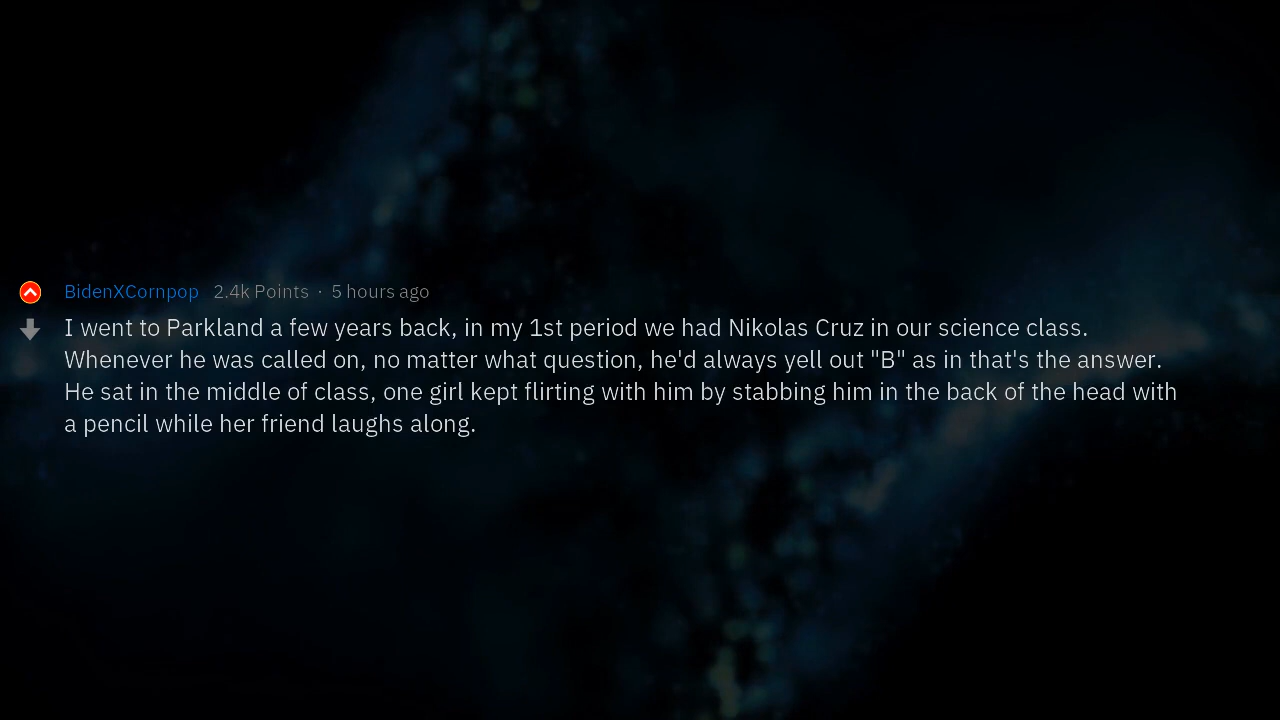 BidenXCornpop 2.4k Points · 5 hours ago
I went to Parkland a few years back, in my 1st period we had Nikolas Cruz in our science class.
Whenever he was called on, no matter what question, he'd always yell out "B" as in that's the answer.
He sat in the middle of class, one girl kept flirting with him by stabbing him in the back of the head with
a pencil while her friend laughs along.